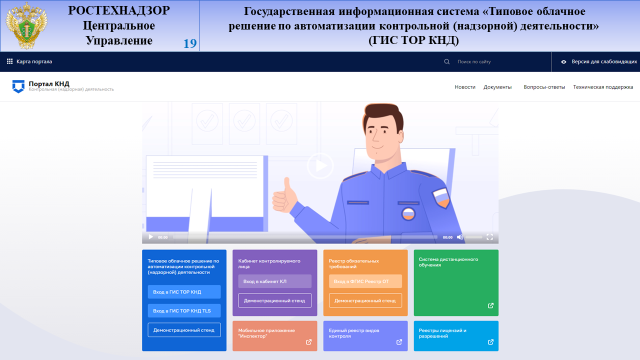 РОСТЕХНАДЗОР
Центральное
Управление
19
Государственная информационная система «Типовое облачное
решение по автоматизации контрольной (надзорной) деятельности»
(ГИС ТОР КНД)
Карта портала
Поиск по сайту
Версия для слабовидящих
Портал КНД
Контрольная (надзорная) деятельность
Новости
Документы
Вопросы-ответы
Техническая поддержка
00:00
00:00
Типовое облачное решение по
автоматизации контрольной
(надзорной) деятельности
Вход в ГИС ТОР КНД
Вход в ГИС ТОР КНД TLS
Демонстрационный стенд
Кабинет контролируемого
лица
Вход в кабинет КЛ
Демонстрационный стенд
Реестр обязательных
требований
Вход в ФГИС Реестр ОТ
Демонстрационный стенд
Система дистанционного
обучения
Мобильное приложение
"Инспектор"
Единый реестр видов
контроля
Реестры лицензий и
разрешений